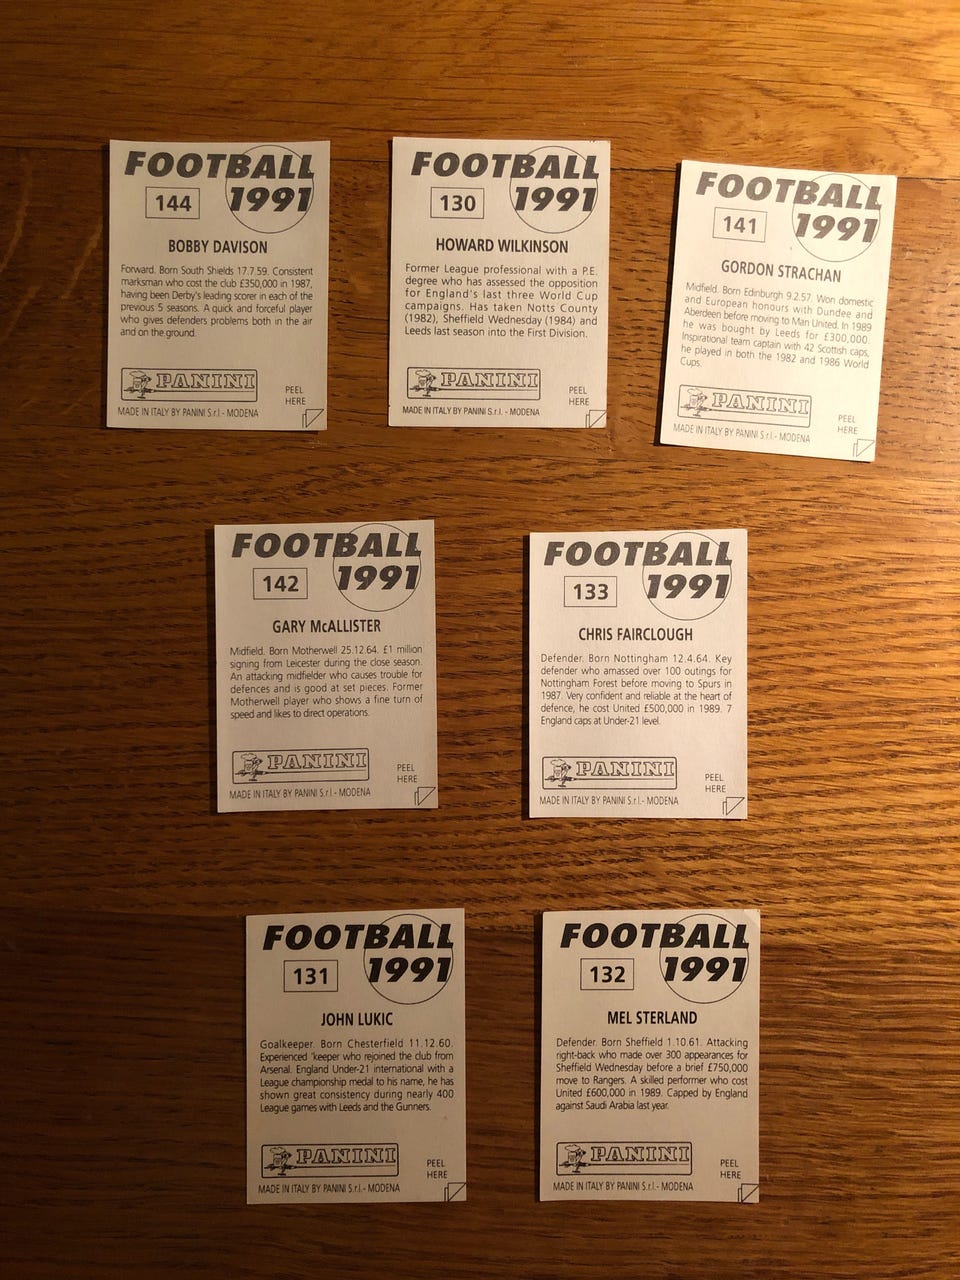 FOOTBALL
1991
144
BOBBY DAVISON
Forward. Born South Shields 17.7.59. Consistent
marksman who cost the club £350,000 in 1987,
having been Derby's leading scorer in each of the
previous 5 seasons. A quick and forceful player
who gives defenders problems both in the air
and on the ground.
PANINI
PEEL
HERE
MADE IN ITALY BY PANINI S.r.l.- MODENA
FOOTBALL
1991
130
HOWARD WILKINSON
Former League professional with a P.E.
degree who has assessed the opposition
for England's last three World Cup
campaigns. Has taken Notts County
(1982), Sheffield Wednesday (1984) and
Leeds last season into the First Division.
PANINI
PEEL
HERE
MADE IN ITALY BY PANINI S.r.l.- MODENA
FOOTBALL
1991
141
GORDON STRACHAN
Midfield. Born Edinburgh 9.2.57. Won domestic
and European honours with Dundee and
Aberdeen before moving to Man United. In 1989
he was bought by Leeds for £300,000.
Inspirational team captain with 42 Scottish caps,
he played in both the 1982 and 1986 World
Cups.
PANINI
PEEL
HERE
MADE IN ITALY BY PANINI S.r.l.- MODENA
FOOTBALL
1991
142
GARY McALLISTER
Midfield. Born Motherwell 25.12.64. £1 million
signing from Leicester during the close season.
An attacking midfielder who causes trouble for
defences and is good at set pieces. Former
Motherwell player who shows a fine turn of
speed and likes to direct operations.
PANINI
PEEL
HERE
MADE IN ITALY BY PANINI S.r.l.- MODENA
FOOTBALL
1991
133
CHRIS FAIRCLOUGH
Defender. Born Nottingham 12.4.64. Key
defender who amassed over 100 outings for
Nottingham Forest before moving to Spurs in
1987. Very confident and reliable at the heart of
defence, he cost United £500,000 in 1989. 7
England caps at Under-21 level.
PANINI
PEEL
HERE
MADE IN ITALY BY PANINI S.r.l.- MODENA
FOOTBALL
1991
131
JOHN LUKIC
Goalkeeper. Born Chesterfield 11.12.60.
Experienced 'keeper who rejoined the club from
Arsenal. England Under-21 international with a
League championship medal to his name, he has
shown great consistency during nearly 400
League games with Leeds and the Gunners.
PANINI
PEEL
HERE
MADE IN ITALY BY PANINI S.r.l.- MODENA
FOOTBALL
1991
132
MEL STERLAND
Defender. Born Sheffield 1.10.61. Attacking
right-back who made over 300 appearances for
Sheffield Wednesday before a brief £750,000
move to Rangers. A skilled performer who cost
United £600,000 in 1989. Capped by England
against Saudi Arabia last year.
PANINI
PEEL
HERE
MADE IN ITALY BY PANINI S.r.l.- MODENA